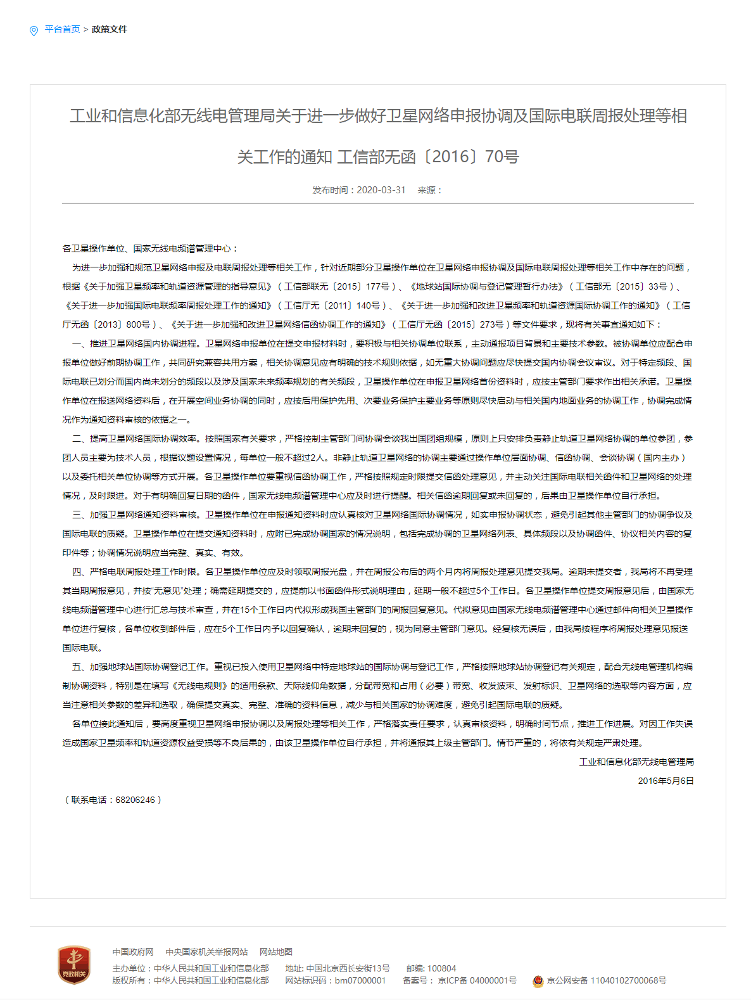 平台首页 > 政策文件
工业和信息化部无线电管理局关于进一步做好卫星网络申报协调及国际电联周报处理等相
关工作的通知 工信部无函〔2016〕70号
发布时间：2020-03-31 来源：
各卫星操作单位、国家无线电频谱管理中心：
为进一步加强和规范卫星网络申报及电联周报处理等相关工作，针对近期部分卫星操作单位在卫星网络申报协调及国际电联周报处理等相关工作中存在的问题，
根据《关于加强卫星频率和轨道资源管理的指导意见》（工信部联无〔2015〕177号）、《地球站国际协调与登记管理暂行办法》（工信部无〔2015〕33号）、
《关于进一步加强国际电联频率周报处理工作的通知》（工信厅无〔2011〕140号）、《关于进一步加强和改进卫星频率和轨道资源国际协调工作的通知》（工信
厅无函〔2013〕800号）、《关于进一步加强和改进卫星网络信函协调工作的通知》（工信厅无函〔2015〕273号）等文件要求，现将有关事宜通知如下：
一、推进卫星网络国内协调进程。卫星网络申报单位在提交申报材料时，要积极与相关协调单位联系，主动通报项目背景和主要技术参数。被协调单位应配合申
报单位做好前期协调工作，共同研究兼容共用方案，相关协调意见应有明确的技术规则依据，如无重大协调问题应尽快提交国内协调会议审议。对于特定频段、国
际电联已划分而国内尚未划分的频段以及涉及国家未来频率规划的有关频段，卫星操作单位在申报卫星网络首份资料时，应按主管部门要求作出相关承诺。卫星操
作单位在报送网络资料后，在开展空间业务协调的同时，应按后用保护先用、次要业务保护主要业务等原则尽快启动与相关国内地面业务的协调工作，协调完成情
况作为通知资料审核的依据之一。
二、提高卫星网络国际协调效率。按照国家有关要求，严格控制主管部门间协调会谈我出国团组规模，原则上只安排负责静止轨道卫星网络协调的单位参团，参
团人员主要为技术人员，根据议题设置情况，每单位一般不超过2人。非静止轨道卫星网络的协调主要通过操作单位层面协调、信函协调、会谈协调（国内主办）
以及委托相关单位协调等方式开展。各卫星操作单位要重视信函协调工作，严格按照规定时限提交信函处理意见，并主动关注国际电联相关函件和卫星网络的处理
情况，及时跟进。对于有明确回复日期的函件，国家无线电频谱管理中心应及时进行提醒。相关信函逾期回复或未回复的，后果由卫星操作单位自行承担。
三、加强卫星网络通知资料审核。卫星操作单位在申报通知资料时应认真核对卫星网络国际协调情况，如实申报协调状态，避免引起其他主管部门的协调争议及
国际电联的质疑。卫星操作单位在提交通知资料时，应附已完成协调国家的情况说明，包括完成协调的卫星网络列表、具体频段以及协调函件、协议相关内容的复
印件等；协调情况说明应当完整、真实、有效。
四、严格电联周报处理工作时限。各卫星操作单位应及时领取周报光盘，并在周报公布后的两个月内将周报处理意见提交我局。逾期未提交者，我局将不再受理
其当期周报意见，并按“无意见”处理；确需延期提交的，应提前以书面函件形式说明理由，延期一般不超过5个工作日。各卫星操作单位提交周报意见后，由国家无
线电频谱管理中心进行汇总与技术审查，并在15个工作日内代拟形成我国主管部门的周报回复意见。代拟意见由国家无线电频谱管理中心通过邮件向相关卫星操作
单位进行复核，各单位收到邮件后，应在5个工作日内予以回复确认，逾期未回复的，视为同意主管部门意见。经复核无误后，由我局按程序将周报处理意见报送
国际电联。
五、加强地球站国际协调登记工作。重视已投入使用卫星网络中特定地球站的国际协调与登记工作，严格按照地球站协调登记有关规定，配合无线电管理机构编
制协调资料，特别是在填写《无线电规则》的适用条款、天际线仰角数据，分配带宽和占用（必要）带宽、收发波束、发射标识、卫星网络的选取等内容方面，应
当注意相关参数的差异和选取，确保提交真实、完整、准确的资料信息，减少与相关国家的协调难度，避免引起国际电联的质疑。
各单位接此通知后，要高度重视卫星网络申报协调以及周报处理等相关工作，严格落实责任要求，认真审核资料，明确时间节点，推进工作进展。对因工作失误
造成国家卫星频率和轨道资源权益受损等不良后果的，由该卫星操作单位自行承担，并将通报其上级主管部门。情节严重的，将依有关规定严肃处理。
工业和信息化部无线电管理局
2016年5月6日
（联系电话：68206246）
党政机关
中国政府网 中央国家机关举报网站 网站地图
主办单位：中华人民共和国工业和信息化部 地址: 中国北京西长安街13号 邮编: 100804
版权所有：中华人民共和国工业和信息化部 网站标识码：bm07000001 备案号： 京ICP备 04000001号 京公网安备 11040102700068号